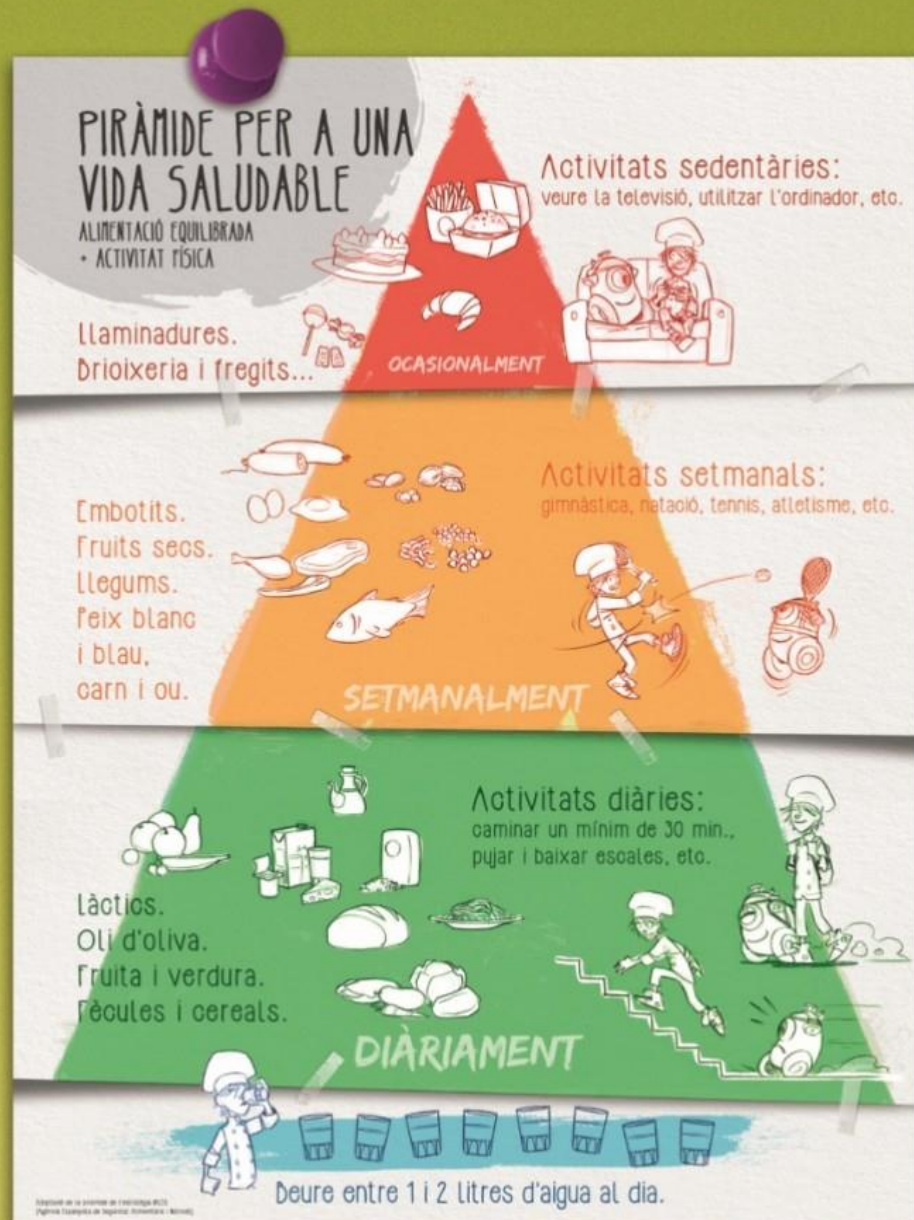 PIRÀMIDE PER A UNA
VIDA SALUDABLE
ALIMENTACIÓ EQUILIBRADA
+ ACTIVITAT FÍSICA
Activitats sedentàries:
veure la televisió, utilitzar l'ordinador, etc.
Llaminadures.
Brioixeria i fregits...
OCASIONALMENT
Activitats setmanals:
gimnàstica, natació, tennis, atletisme, etc.
Embotits.
Fruits secs.
Llegums.
Peix blanc
i blau,
carn i ou.
SETMANALMENT
Activitats diàries:
caminar un mínim de 30 min.,
pujar i baixar escales, etc.
Làctics.
Oli d'oliva.
Fruita i verdura.
Fècules i cereals.
DIÀRIAMENT
Beure entre 1 i 2 litres d'aigua al dia.